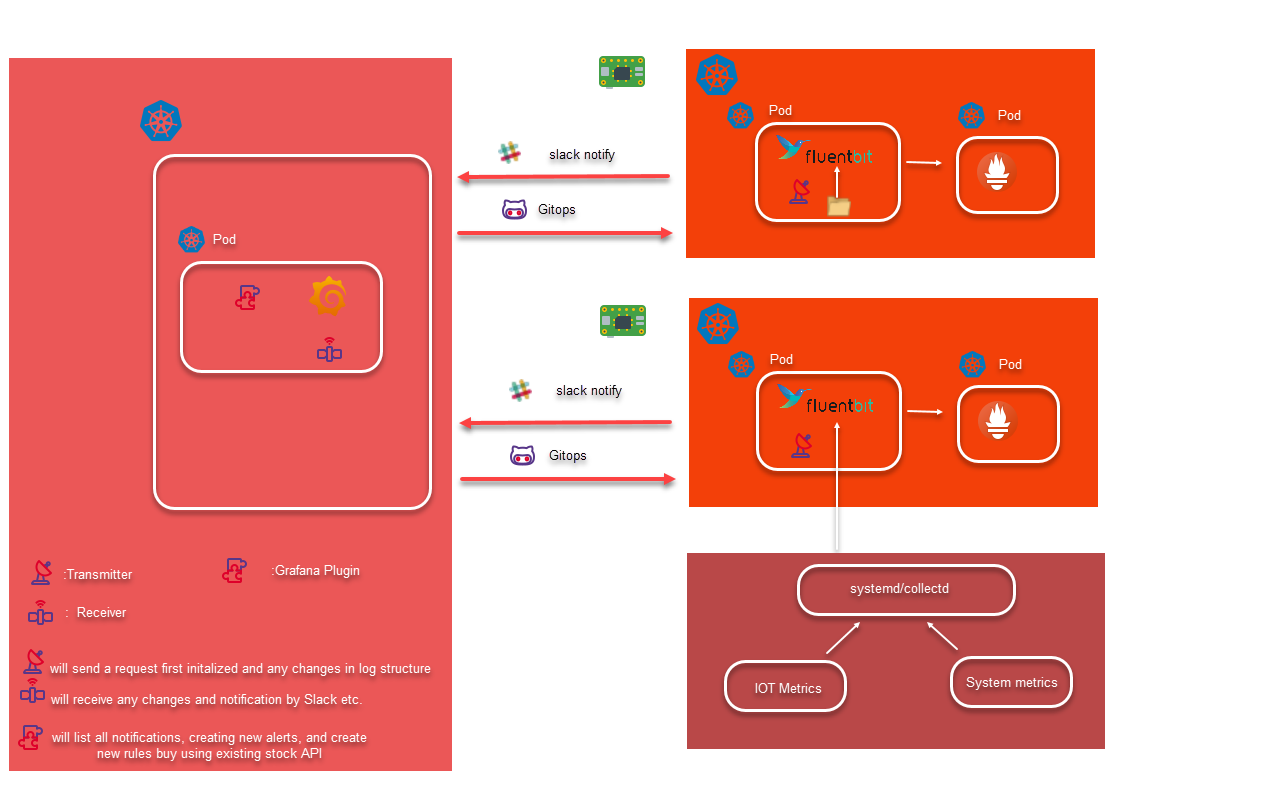 Pod
fluentbit
Pod
slack notify
Gitops
Pod
Pod
fluentbit
Pod
slack notify
Gitops
:Transmitter
:Grafana Plugin
: Receiver
systemd/collectd
IOT Metrics
System metrics
will send a request first initalized and any changes in log structure
will receive any changes and notification by Slack etc.
will list all notifications, creating new alerts, and create
new rules buy using existing stock API